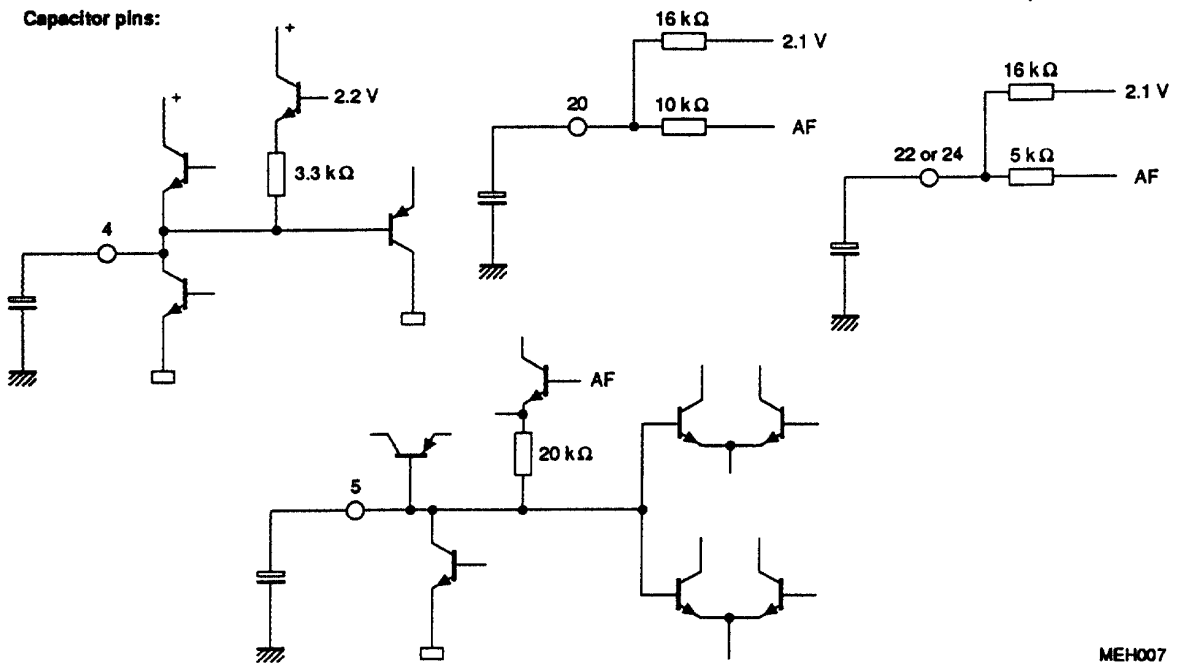 Capacitor pins:
+
+
2.2 V
3.3 kΩ
4
16 kΩ
2.1 V
20
10 kΩ
AF
16 kΩ
2.1 V
22 or 24
5 kΩ
AF
AF
20 kΩ
5
MEH007